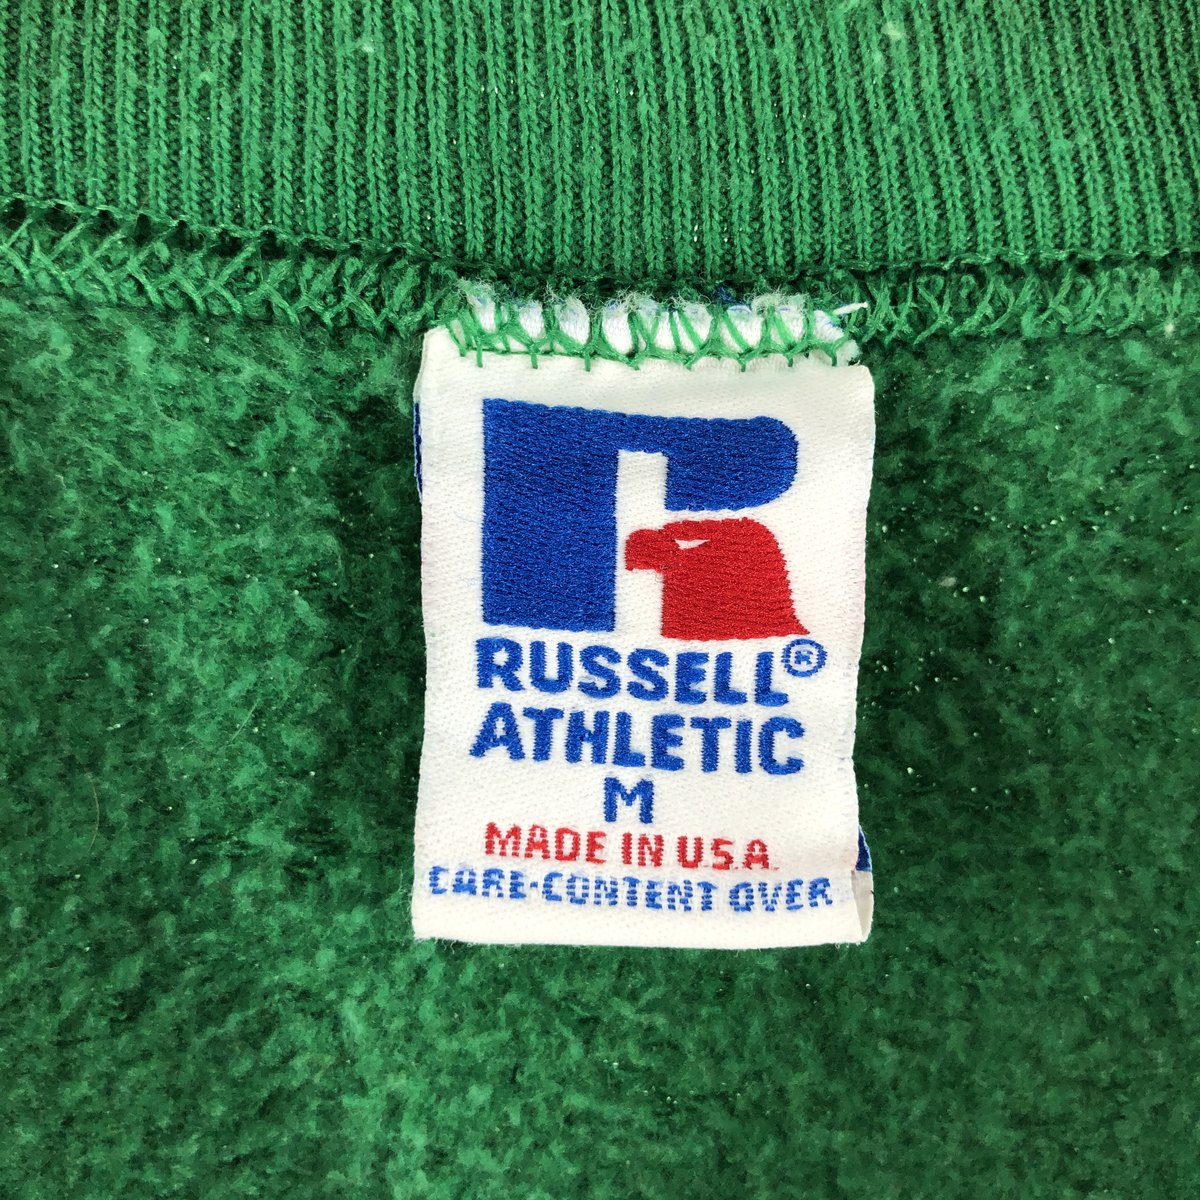 RUSSELL®
ATHLETIC
M
MADE IN U.S.A.
CARE-CONTENT OVER